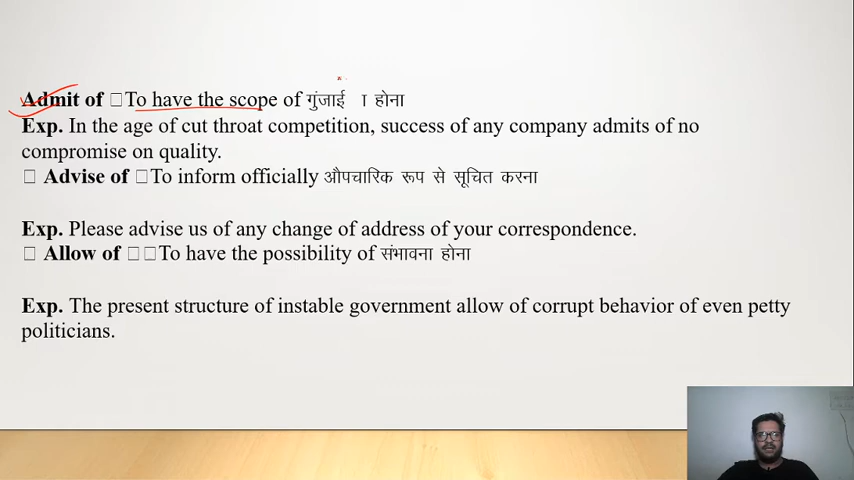 Admit of □To have the scope of गुंजाई ा होना
Exp. In the age of cut throat competition, success of any company admits of no
compromise on quality.
□ Advise of □To inform officially औपचारिक रूप से सूचित करना
Exp. Please advise us of any change of address of your correspondence.
□ Allow of □□To have the possibility of संभावना होना
Exp. The present structure of instable government allow of corrupt behavior of even petty
politicians.